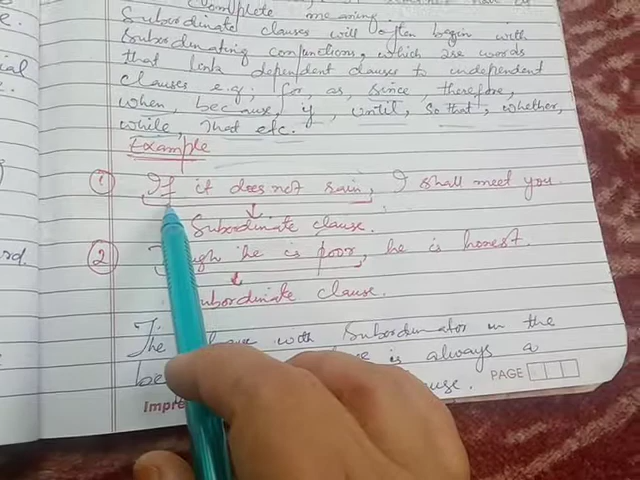 complete meaning.
Subordinate clauses will often begin with
Subordinating conjunctions, which are words
that link dependent clauses to independent
clauses e.g; for, as, since, therefore,
when, because, if, until, so that, whether,
while, that etc.
Example
① If it does not rain, I shall meet you
Subordinate clause.
② he is poor, he is honest.
Subordinate clause.
The with Subordinator in the
is always a
PAGE